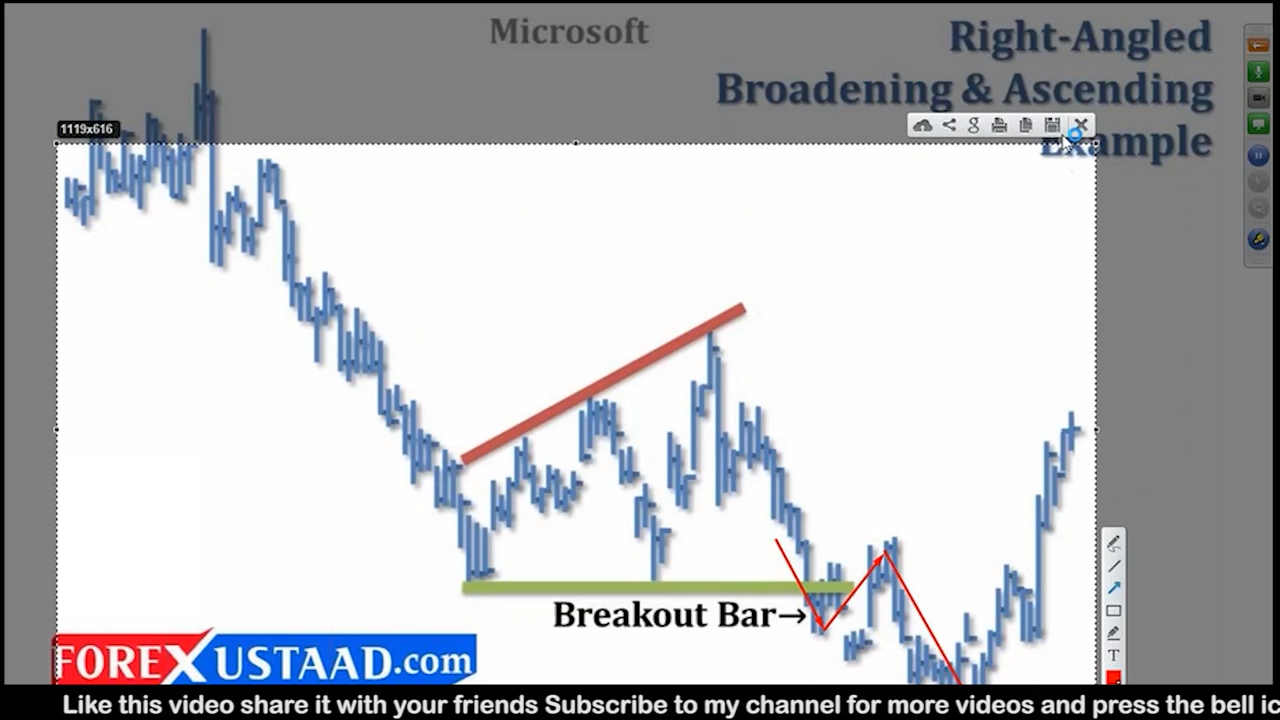 Microsoft
Right-Angled
Broadening & Ascending
Example
1119x616
Breakout Bar→
FOREXUSTAAD.com
T
Like this video share it with your friends Subscribe to my channel for more videos and press the bell ic